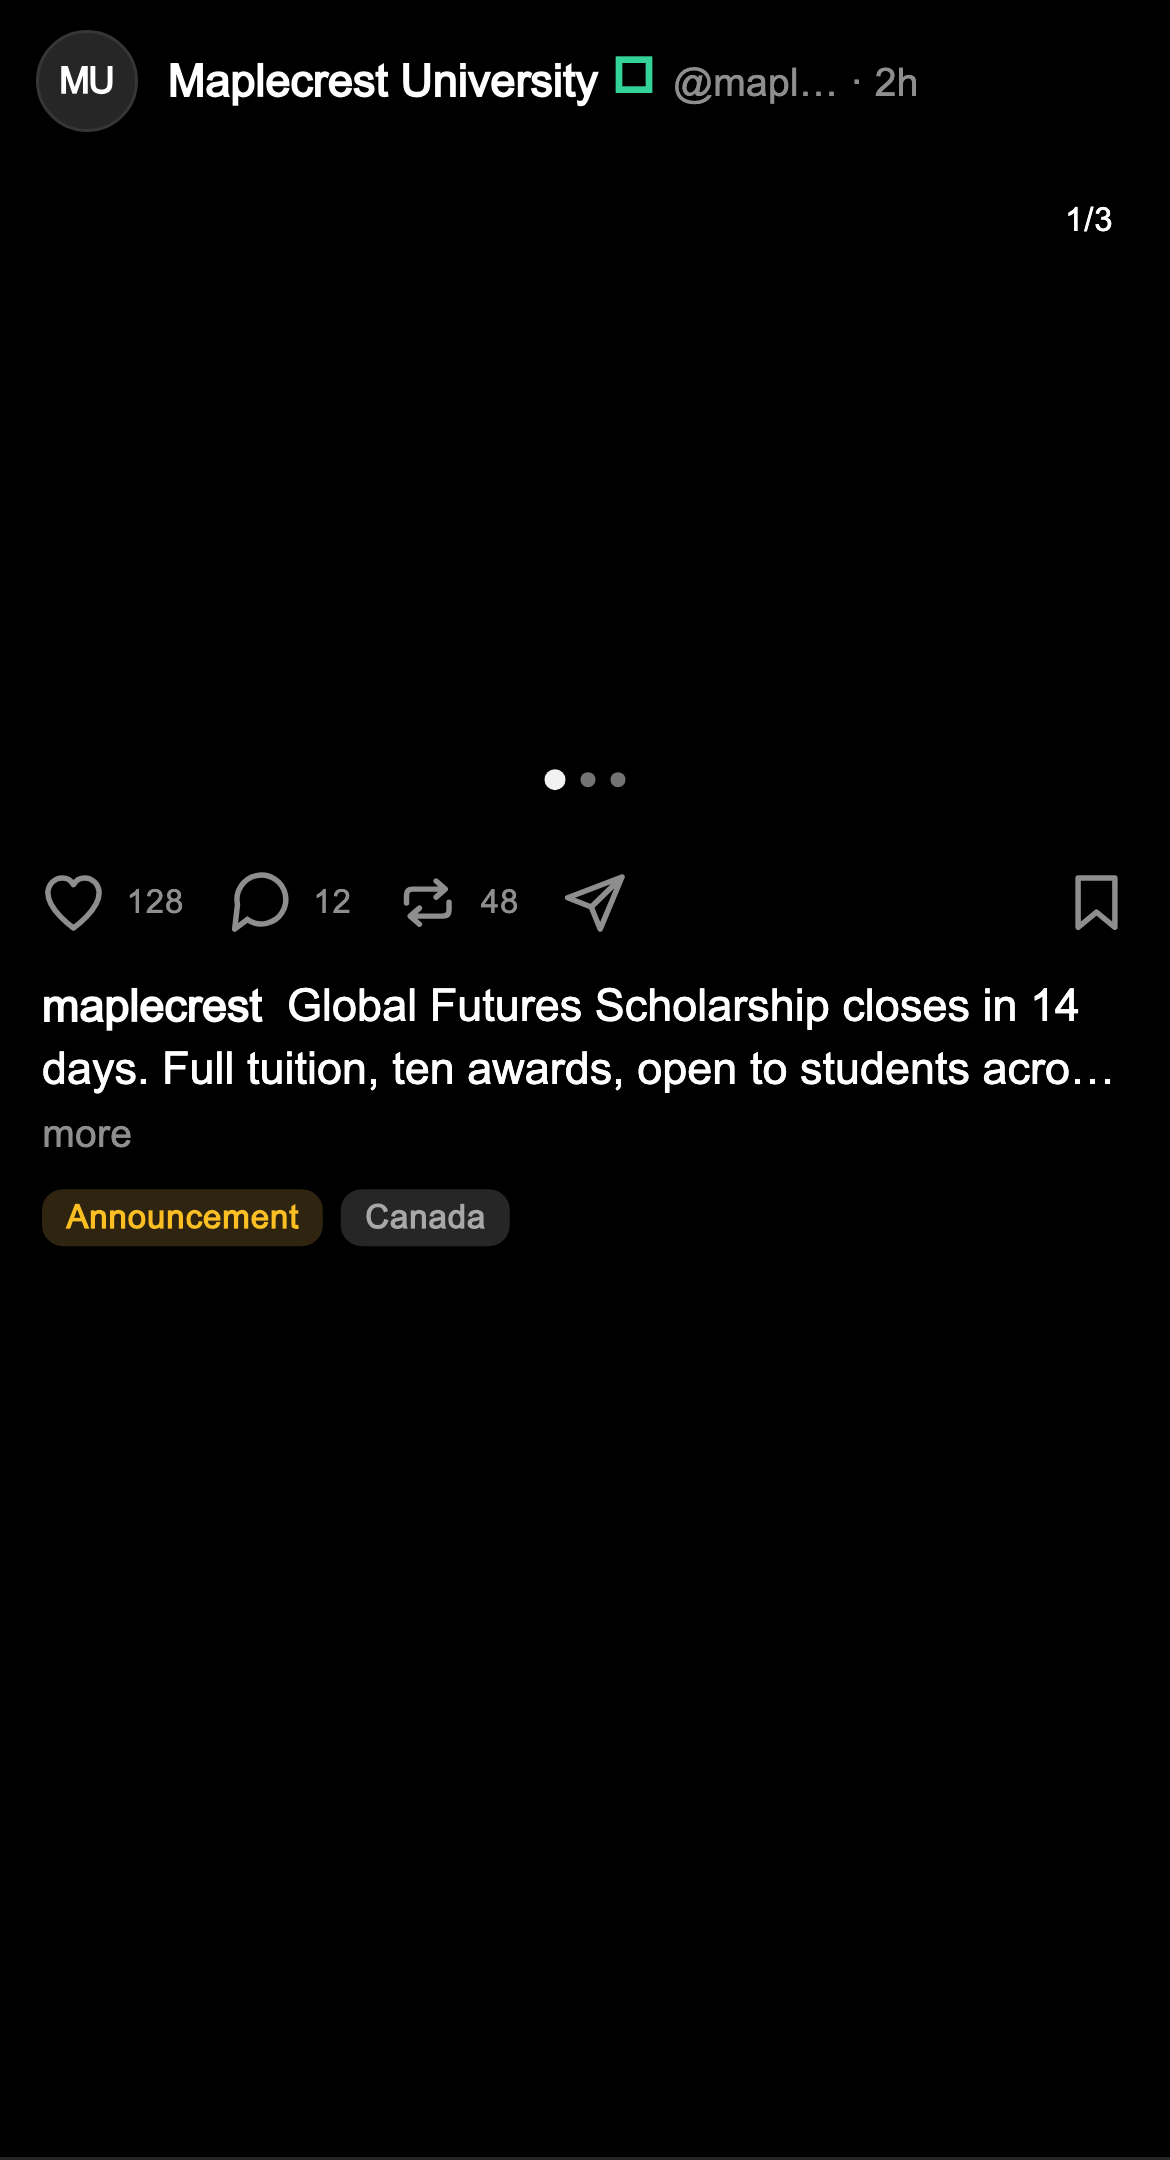 MU
Maplecrest University @mapl... · 2h
1/3
128 12 48
maplecrest Global Futures Scholarship closes in 14
days. Full tuition, ten awards, open to students acro...
more
Announcement Canada